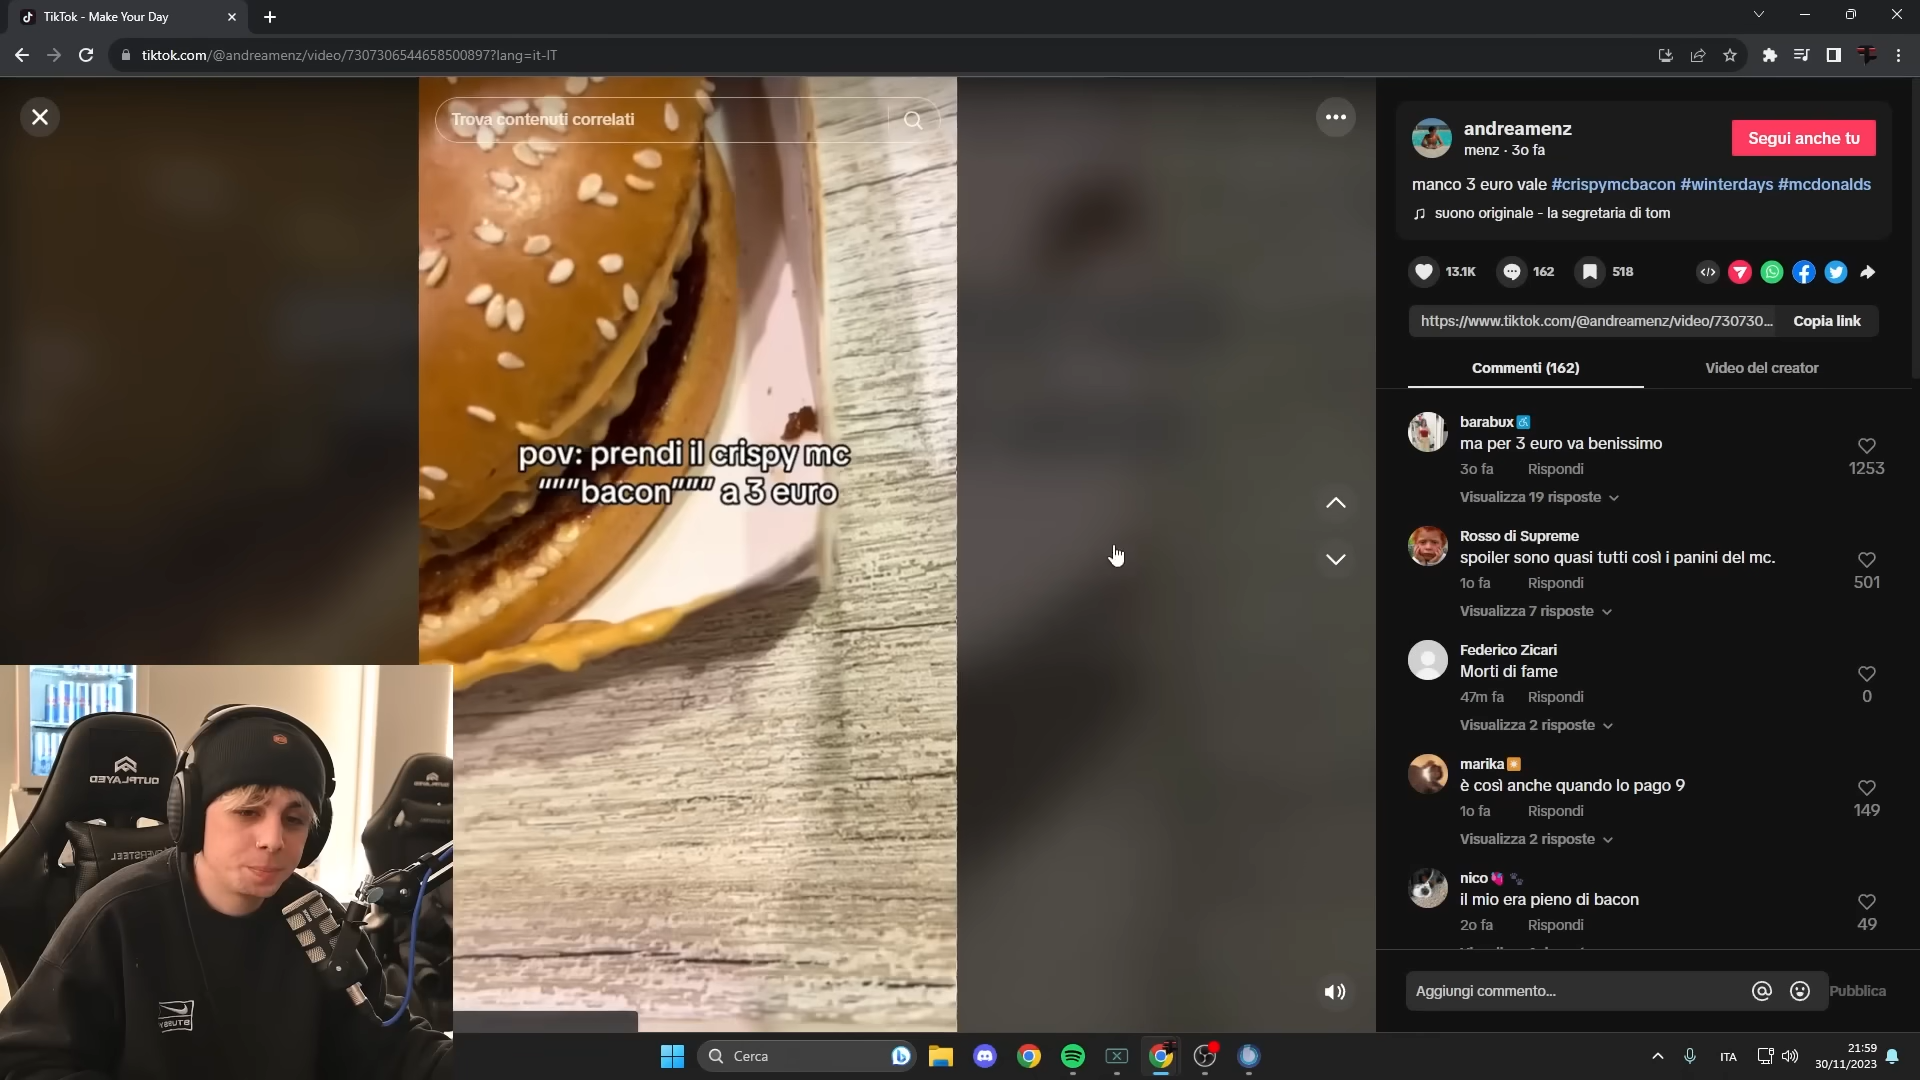 TikTok - Make Your Day
tiktok.com/@andreamenz/video/7307306544658500897?lang=it-IT
Trova contenuti correlati
pov: prendi il crispy mc
"""bacon""" a 3 euro
andreamenz
menz · 3o fa
Segui anche tu
manco 3 euro vale #crispymcbacon #winterdays #mcdonalds
suono originale - la segretaria di tom
13.1K
162
518
https://www.tiktok.com/@andreamenz/video/730730...
Copia link
Commenti (162)
Video del creator
barabux
ma per 3 euro va benissimo
3o fa Rispondi
1253
Visualizza 19 risposte
Rosso di Supreme
spoiler sono quasi tutti così i panini del mc.
1o fa Rispondi
501
Visualizza 7 risposte
Federico Zicari
Morti di fame
47m fa Rispondi
0
Visualizza 2 risposte
marika
è così anche quando lo pago 9
1o fa Rispondi
149
Visualizza 2 risposte
nico
il mio era pieno di bacon
2o fa Rispondi
49
Aggiungi commento...
Pubblica
OUTPLAYED
Cerca
ITA
21:59
30/11/2023